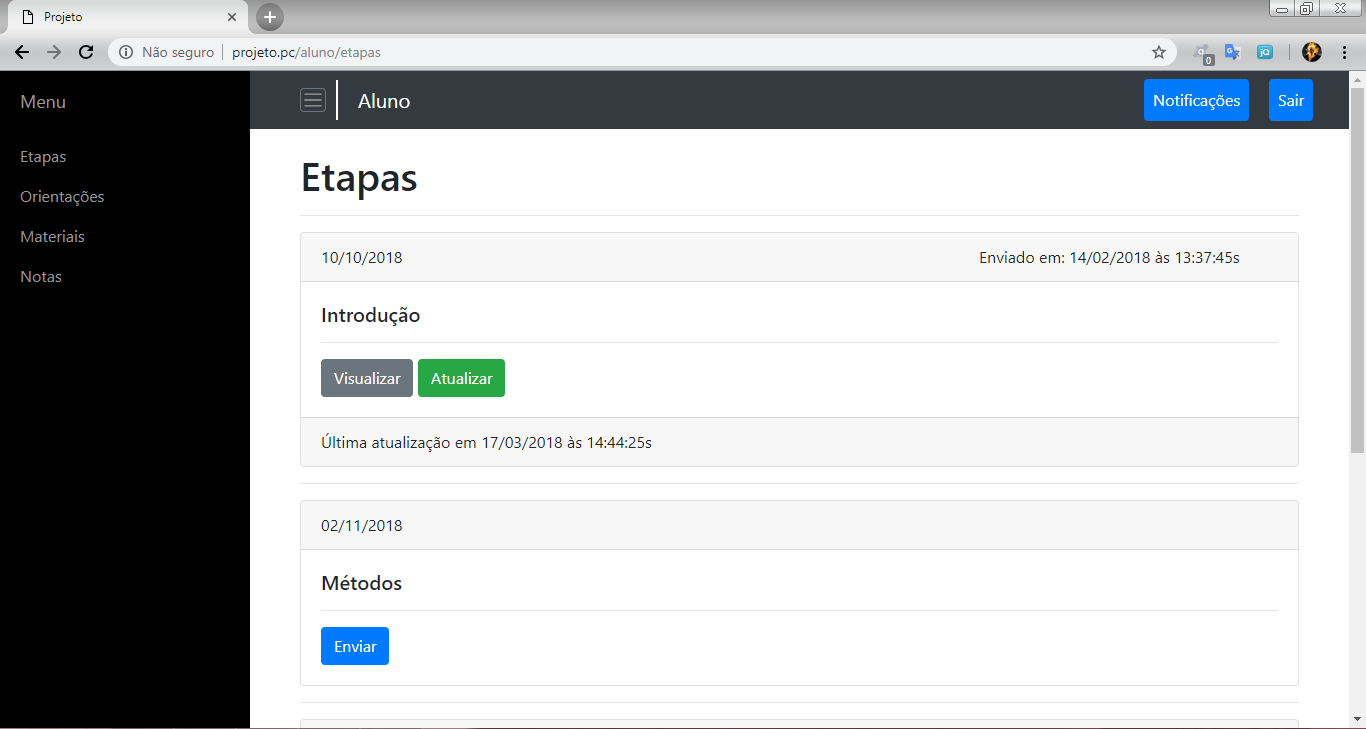 Projeto
Não seguro
projeto.pc/aluno/etapas
0
jQ
Menu
Etapas
Orientações
Materiais
Notas
Aluno
Notificações
Sair
Etapas
10/10/2018
Enviado em: 14/02/2018 às 13:37:45s
Introdução
Visualizar
Atualizar
Última atualização em 17/03/2018 às 14:44:25s
02/11/2018
Métodos
Enviar